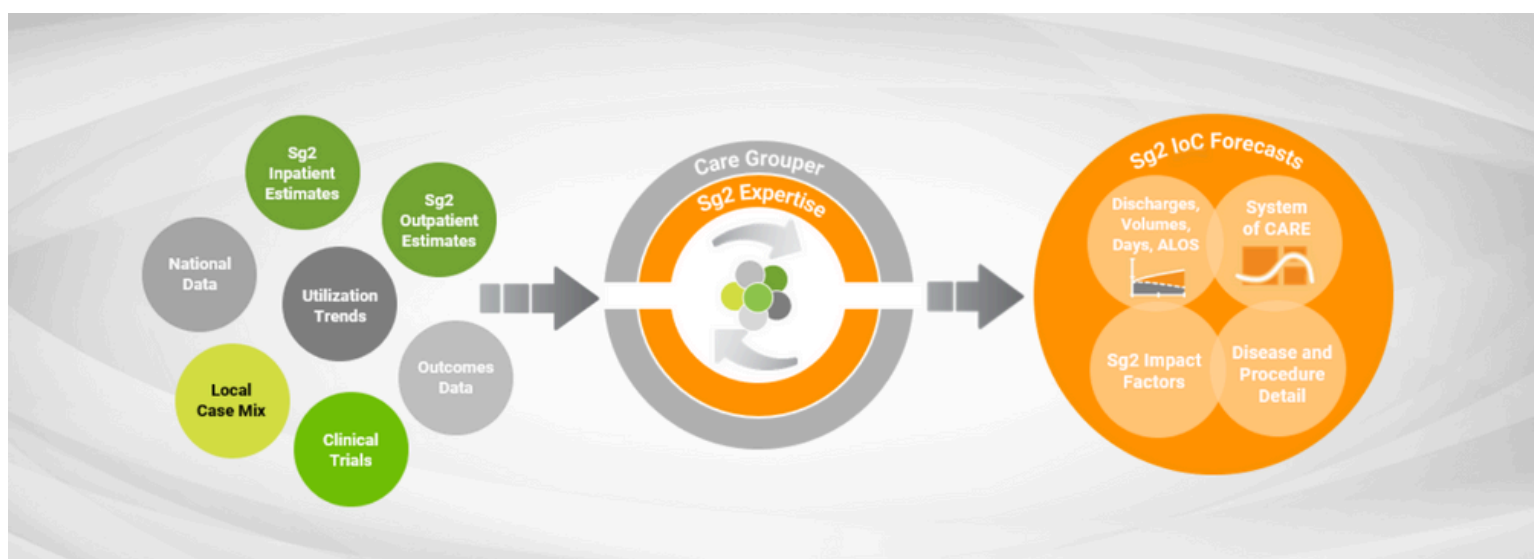 Sg2
Inpatient
Estimates
Sg2
Outpatient
Estimates
National
Data
Utilization
Trends
Outcomes
Data
Local
Case Mix
Clinical
Trials
Care Grouper
Sg2 Expertise
Sg2 IoC Forecasts
Discharges,
Volumes,
Days, ALOS
System
of CARE
Sg2 Impact
Factors
Disease and
Procedure
Detail